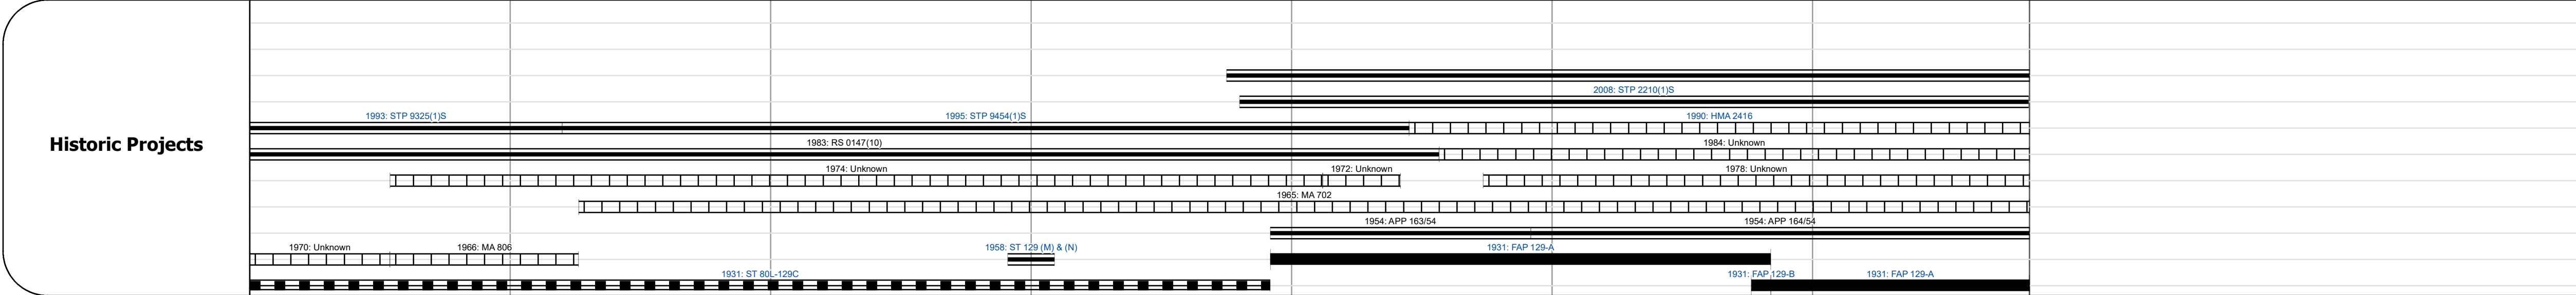 2008: STP 2210(1)S
1993: STP 9325(1)S 1995: STP 9454(1)S 1990: HMA 2416
Historic Projects
1983: RS 0147(10) 1984: Unknown
1974: Unknown 1972: Unknown 1978: Unknown
1965: MA 702
1954: APP 163/54 1954: APP 164/54
1970: Unknown 1966: MA 806 1958: ST 129 (M) & (N) 1931: FAP 129-A
1931: ST 80L-129C 1931: FAP 129-B 1931: FAP 129-A